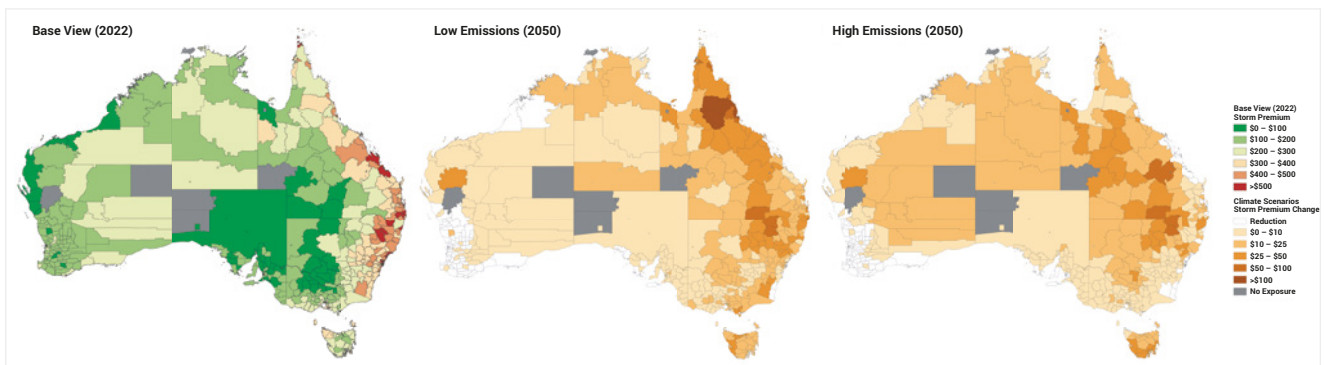 Base View (2022)
Low Emissions (2050)
High Emissions (2050)
Base View (2022)
Storm Premium
$0 – $100
$100 – $200
$200 – $300
$300 – $400
$400 – $500
>$500
Climate Scenarios
Storm Premium Change
Reduction
$0 – $10
$10 – $25
$25 – $50
$50 – $100
>$100
No Exposure